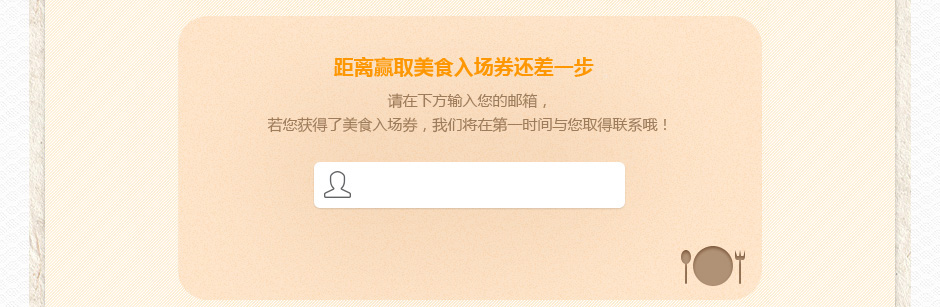 距离赢取美食入场券还差一步
请在下方输入您的邮箱，
若您获得了美食入场券，我们将在第一时间与您取得联系哦！